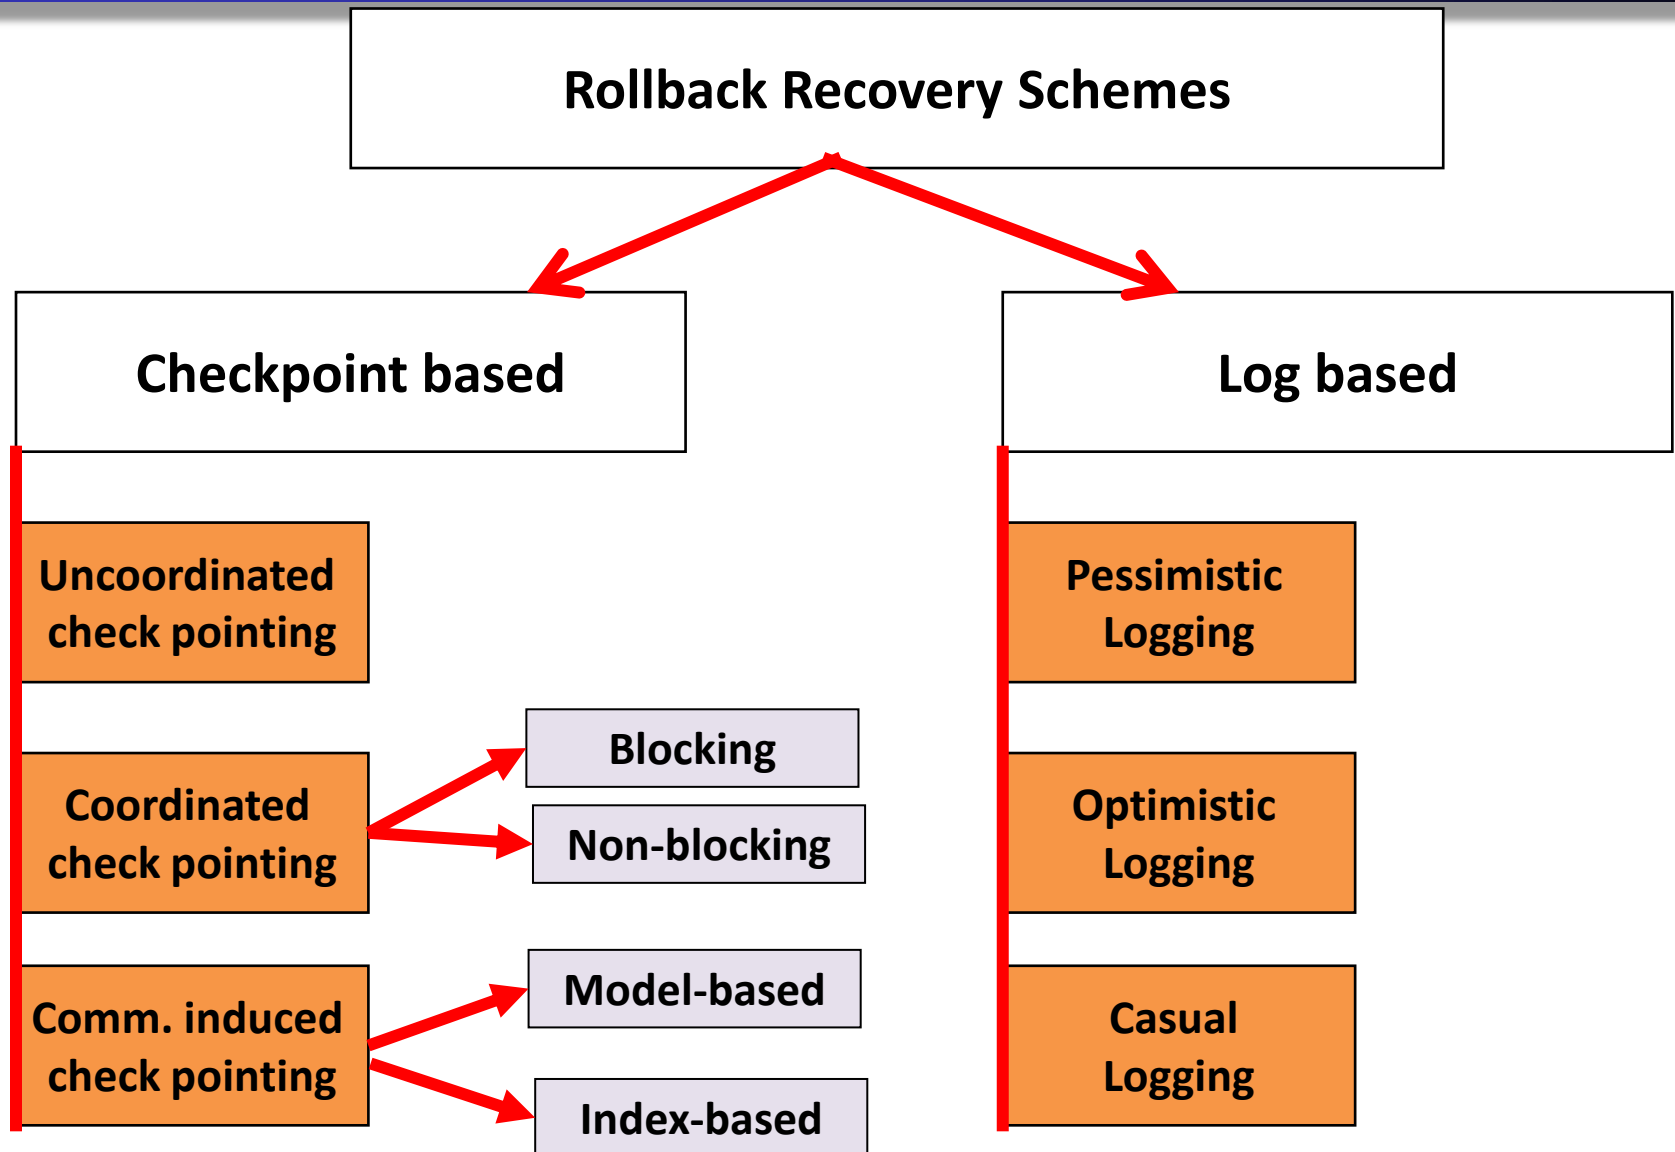 Rollback Recovery Schemes
Checkpoint based
Log based
Uncoordinated
check pointing
Coordinated
check pointing
Blocking
Non-blocking
Comm. induced
check pointing
Model-based
Index-based
Pessimistic
Logging
Optimistic
Logging
Casual
Logging